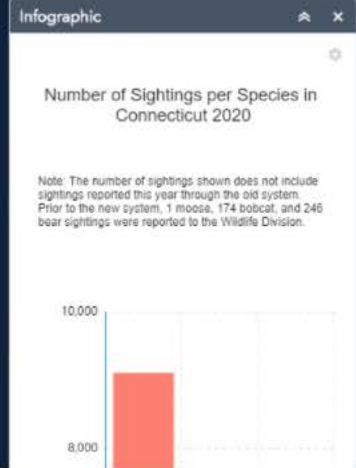 Infographic
Number of Sightings per Species in
Connecticut 2020
Note: The number of sightings shown does not include
sightings reported this year through the old system.
Prior to the new system, 1 moose, 174 bobcat, and 246
bear sightings were reported to the Wildlife Division.
10,000
8,000